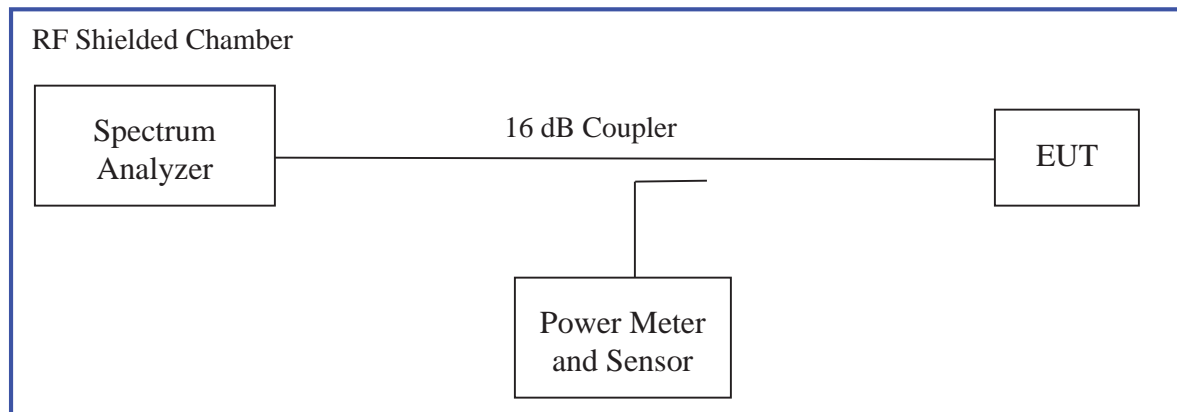 RF Shielded Chamber
Spectrum
Analyzer
16 dB Coupler
EUT
Power Meter
and Sensor